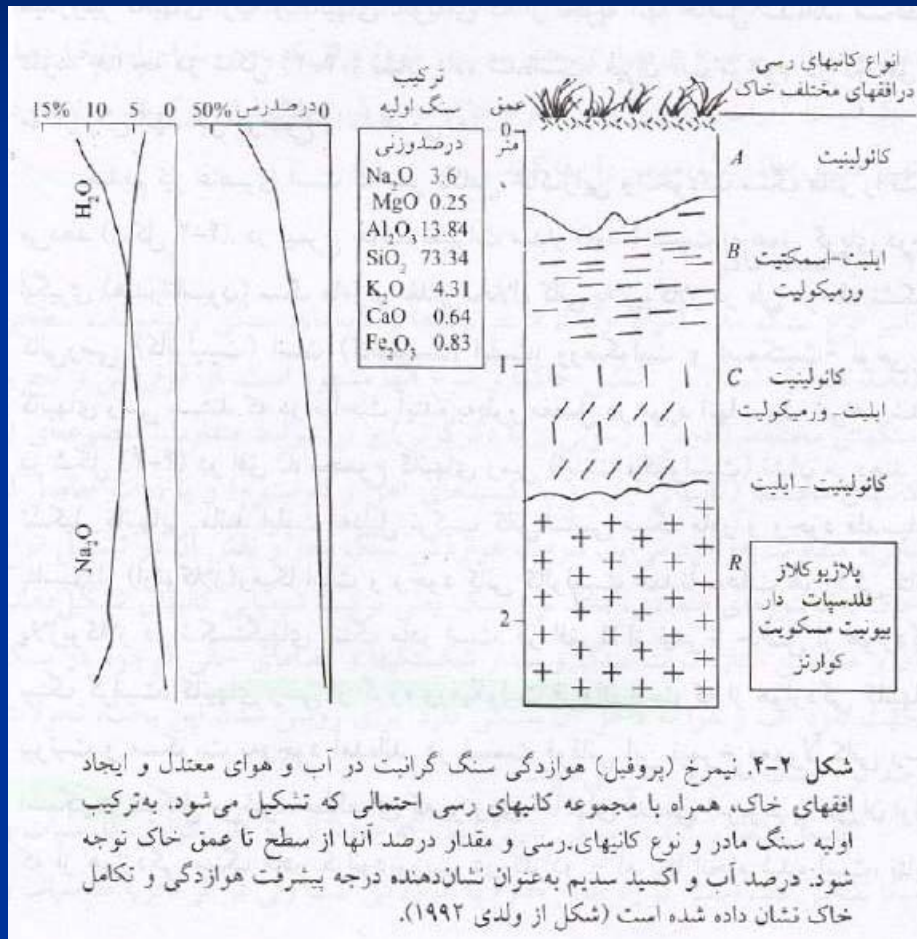 انواع کانیهای رسی
درافقهای مختلف خاک
ترکیب
سنگ اولیه
درصدوزنی
Na₂O 3.6
MgO 0.25
Al₂O₃ 13.84
SiO₂ 73.34
K₂O 4.31
CaO 0.64
Fe₂O₃ 0.83
15% 10 5 0
H₂O
Na₂O
50% درصدرس 0
عمق
0
متر
1
2
A کائولینیت
B ایلیت-اسمکتیت
ورمیکولیت
C کائولینیت
ایلیت-ورمیکولیت
کائولینیت-ایلیت
R
پلاژیوکلاز
فلدسپات دار
بیوتیت مسکویت
کوارتز
شکل ۲-۴. نیمرخ (پروفیل) هوازدگی سنگ گرانیت در آب و هوای معتدل و ایجاد
افقهای خاک، همراه با مجموعه کانیهای رسی احتمالی که تشکیل می‌شود. به‌ترکیب
اولیه سنگ مادر و نوع کانیهای.رسی و مقدار درصد آنها از سطح تا عمق خاک توجه
شود. درصد آب و اکسید سدیم به‌عنوان نشان‌دهنده درجه پیشرفت هوازدگی و تکامل
خاک نشان داده شده است (شکل از ولدی ۱۹۹۲).